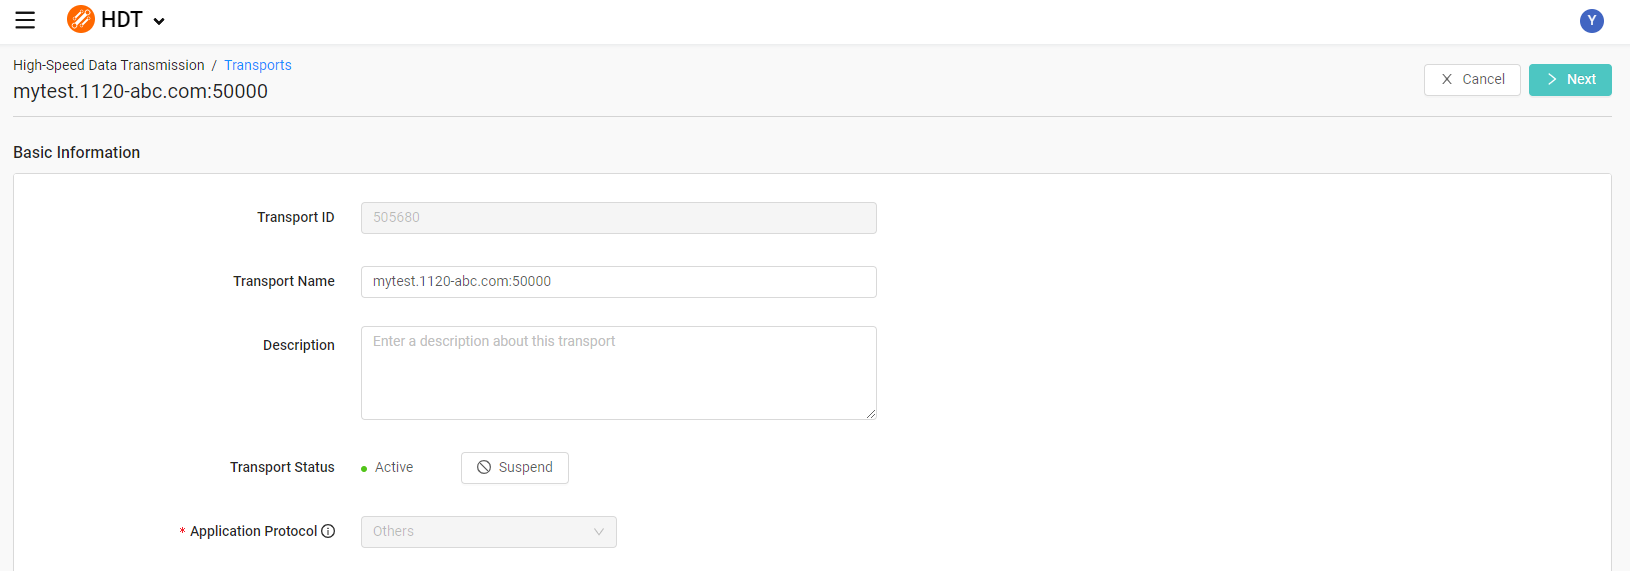 HDT
Y
High-Speed Data Transmission / Transports
mytest.1120-abc.com:50000
Cancel
Next
Basic Information
Transport ID
505680
Transport Name
mytest.1120-abc.com:50000
Description
Enter a description about this transport
Transport Status
Active
Suspend
* Application Protocol
Others